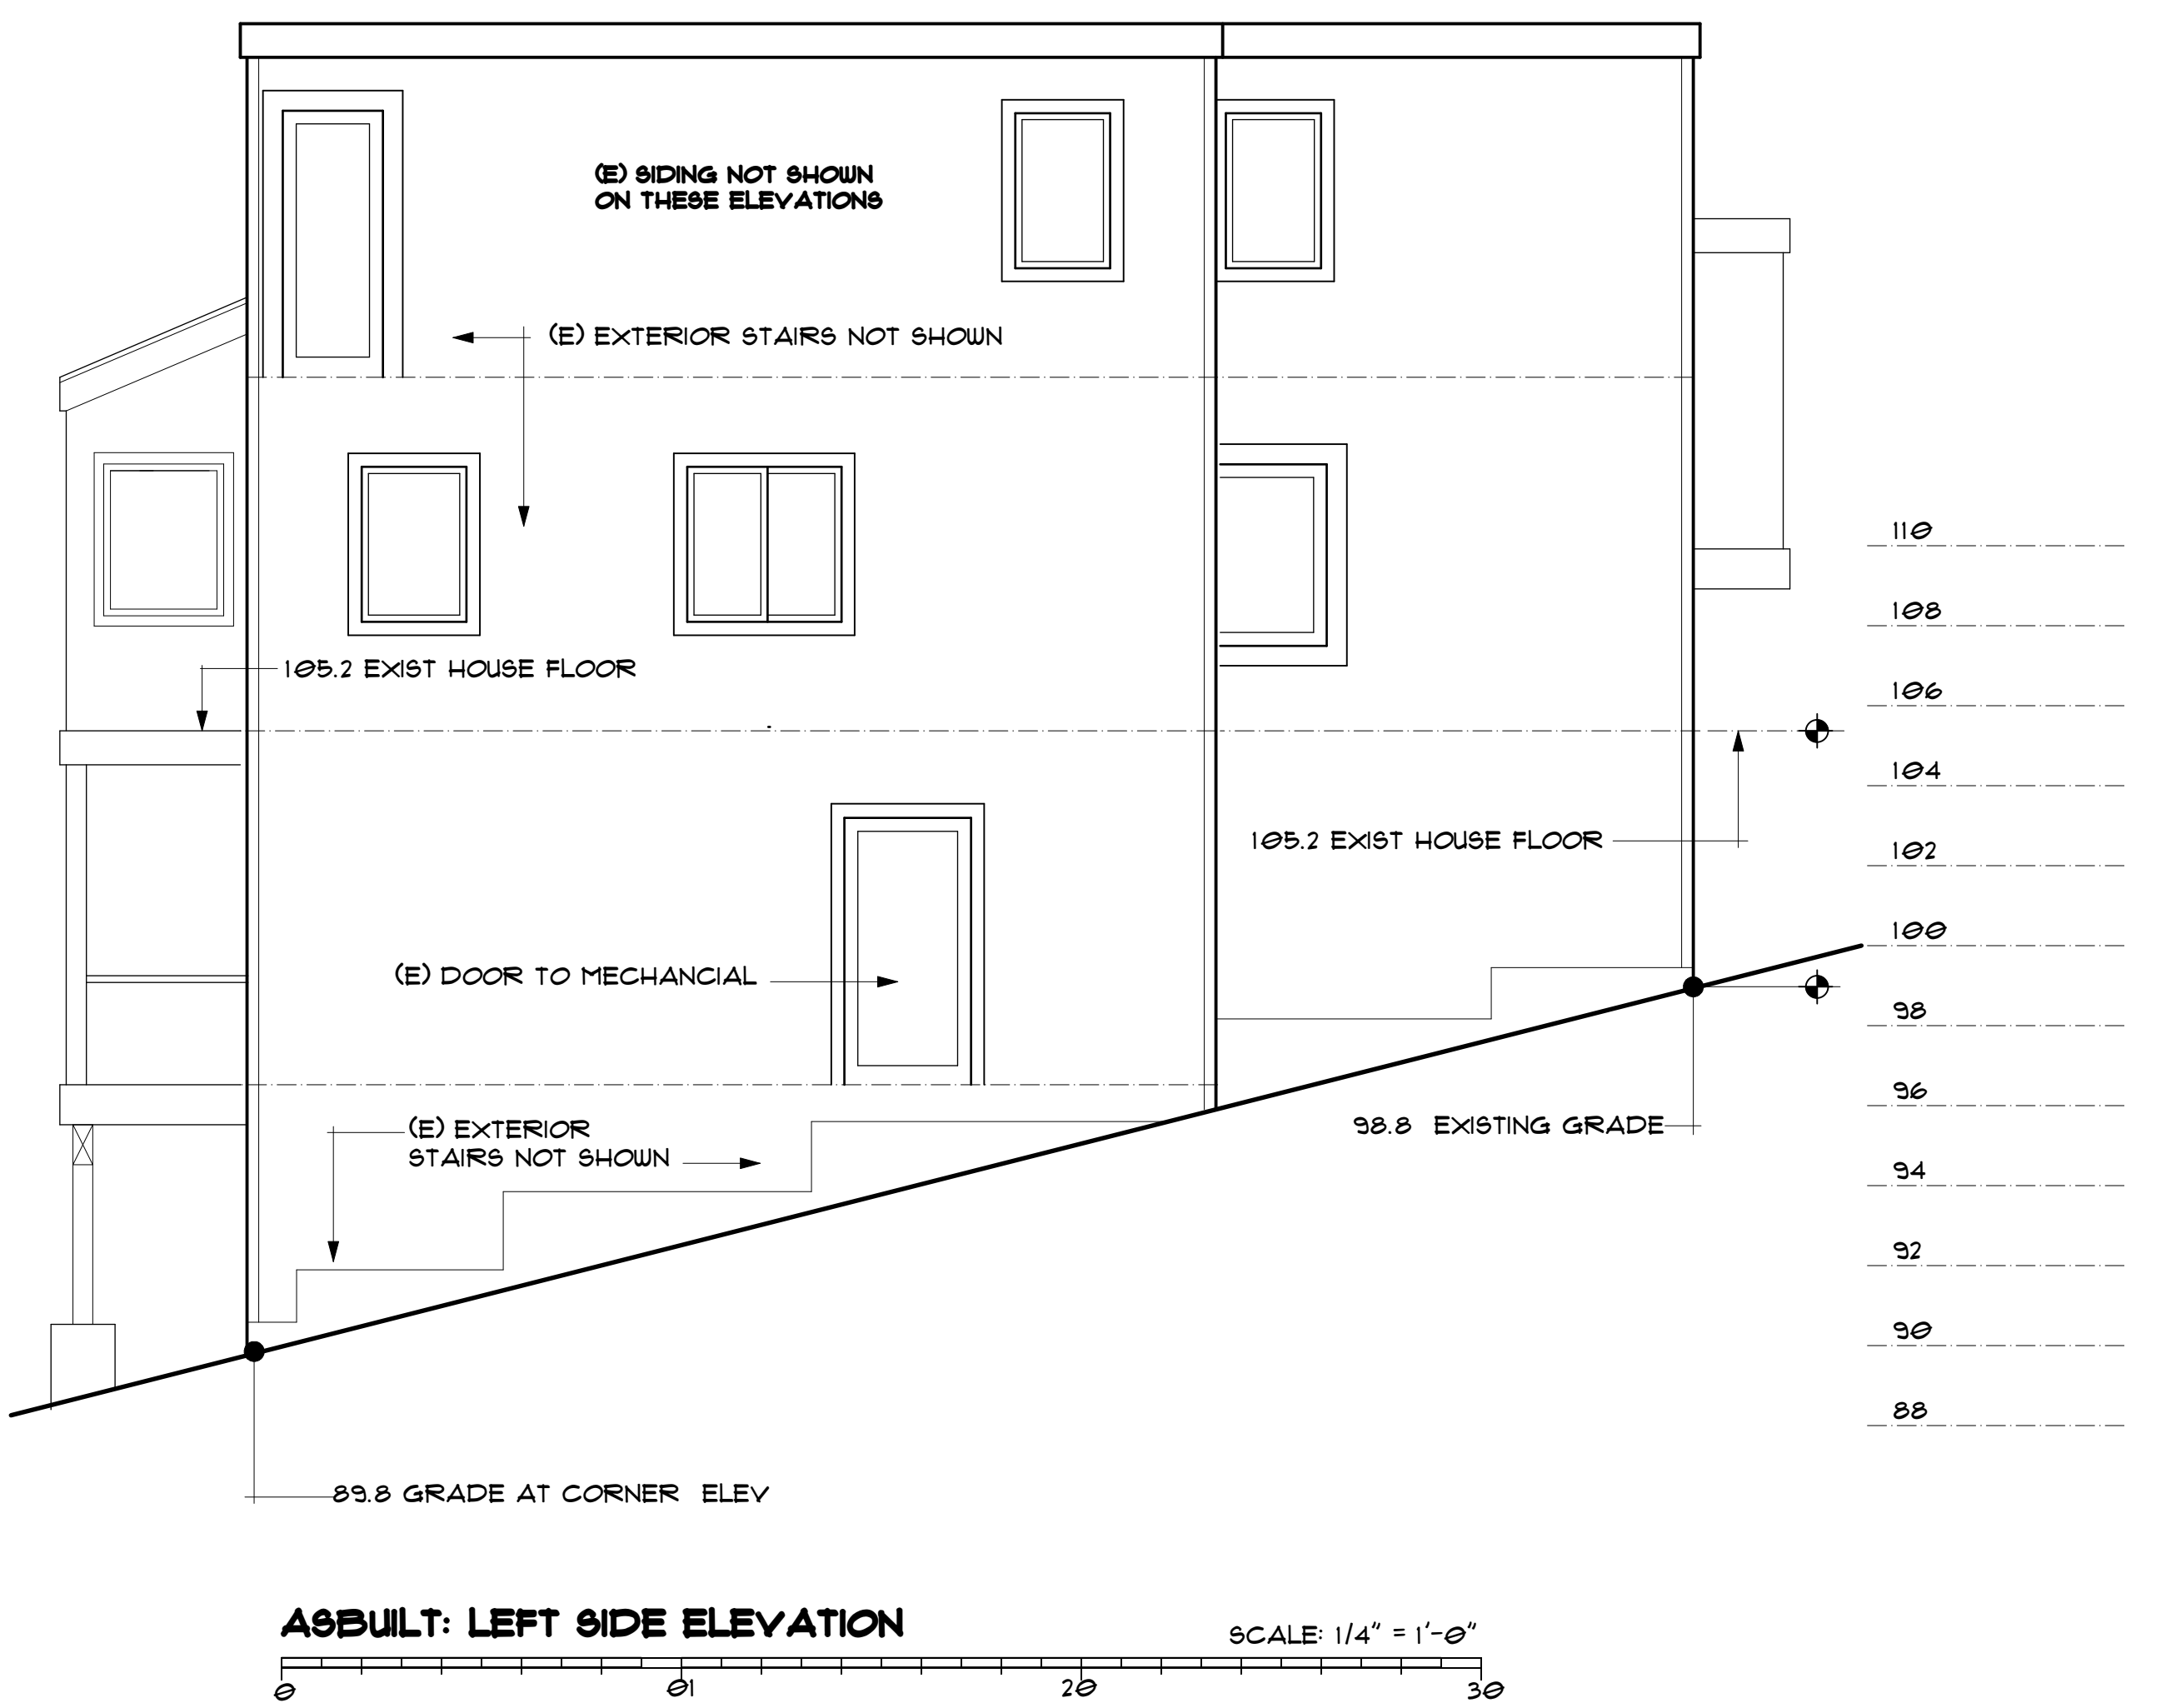 (E) SIDING NOT SHOWN
ON THESE ELEVATIONS
(E) EXTERIOR STAIRS NOT SHOWN
110
108
105.2 EXIST HOUSE FLOOR
106
104
105.2 EXIST HOUSE FLOOR
102
100
(E) DOOR TO MECHANCIAL
98
96
(E) EXTERIOR
STAIRS NOT SHOWN
98.8 EXISTING GRADE
94
92
90
88
89.8 GRADE AT CORNER ELEV
ASBUILT: LEFT SIDE ELEVATION
SCALE: 1/4" = 1'-0"
0 01 20 30